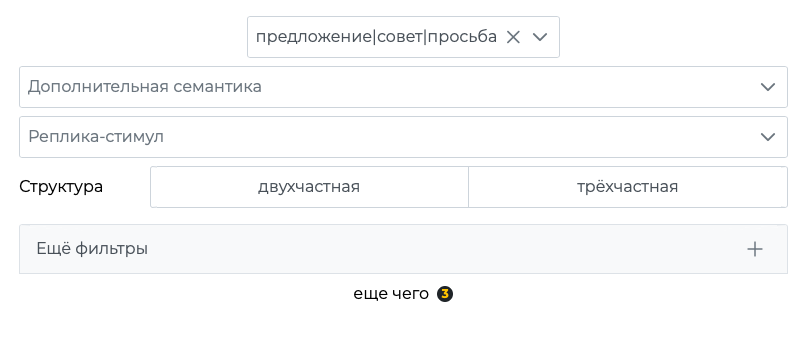 предложение|совет|просьба
Дополнительная семантика
Реплика-стимул
Структура двухчастная трёхчастная
Ещё фильтры
еще чего 3